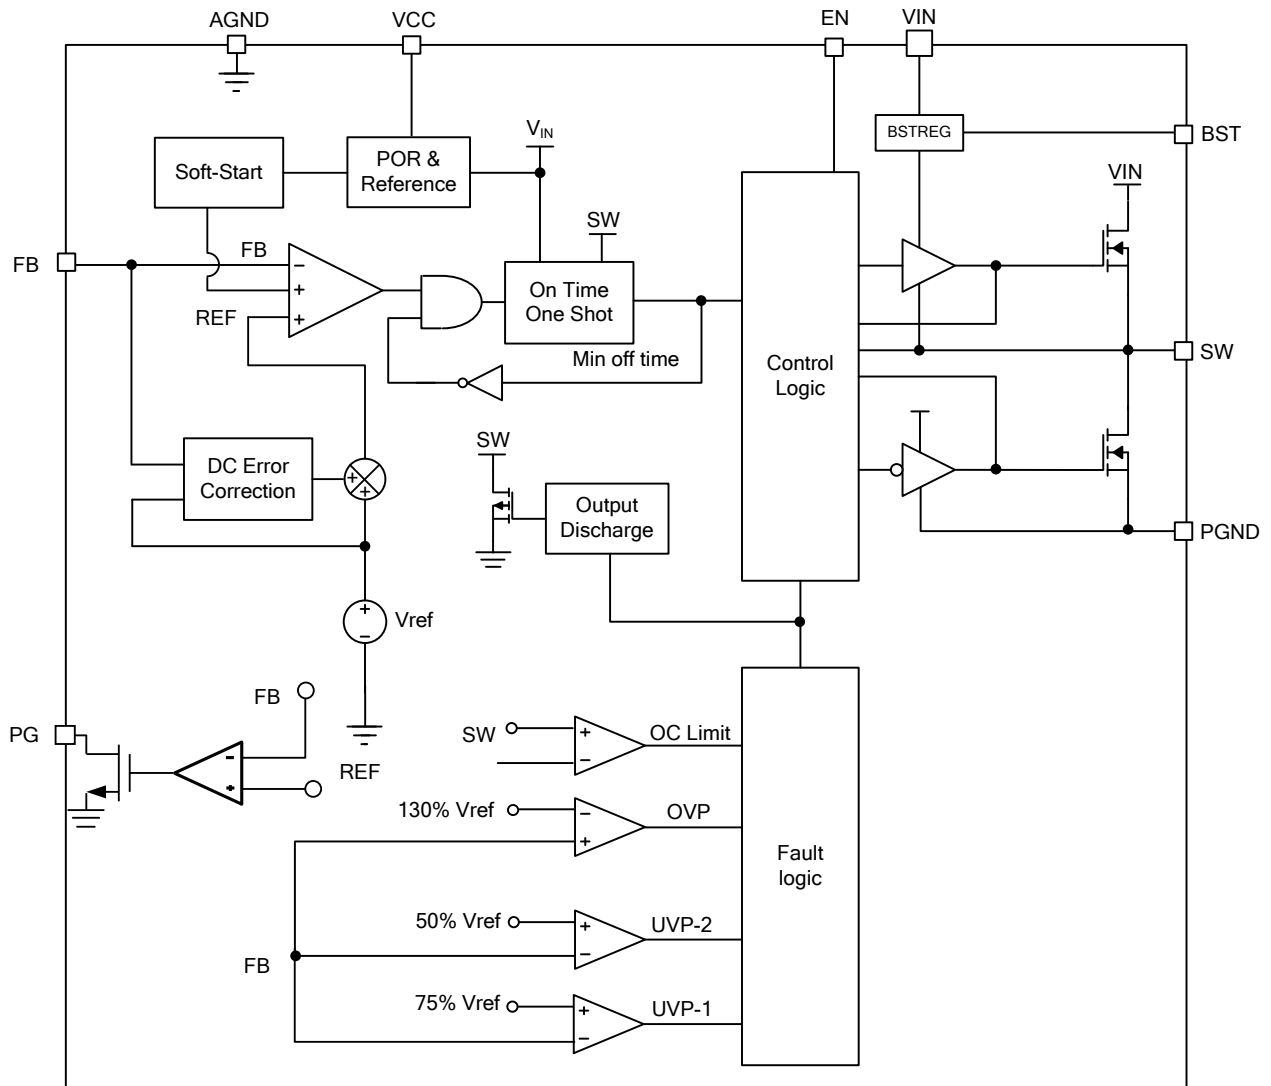 AGND
VCC
EN
VIN
BSTREG
BST
Soft-Start
POR &
Reference
VIN
VIN
SW
FB
FB
−
+
REF
+
On Time
One Shot
Min off time
Control
Logic
SW
DC Error
Correction
+
+
SW
Output
Discharge
PGND
+
−
Vref
FB
PG
-
+
REF
SW
+
−
OC Limit
130% Vref
−
+
OVP
Fault
logic
50% Vref
+
−
UVP-2
FB
75% Vref
+
−
UVP-1